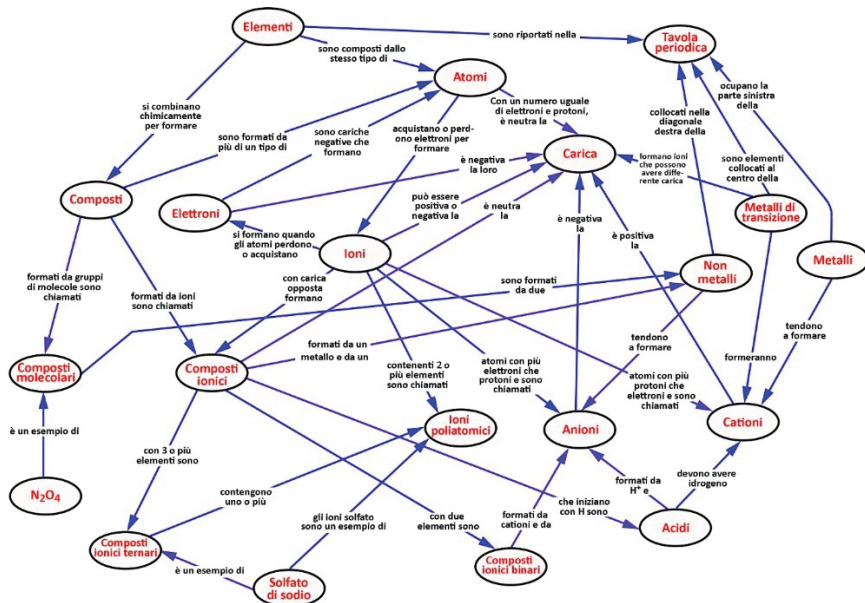 Elementi
sono riportati nella
Tavola
periodica
sono composti dallo
stesso tipo di
Atomi
ocupano la
parte sinistra
della
si combinano
chimicamente
per formare
Con un numero uguale
di elettroni e protoni,
è neutra la
collocati nella
diagonale
destra della
sono formati da
più di un tipo di
sono cariche
negative che
formano
acquistano o perd-
ono elettroni per
formare
Carica
formano ioni
che possono
avere diffe-
rente carica
sono elementi
collocati al
centro della
è negativa la loro
Composti
Elettroni
può essere
positiva o
negativa la
è neutra
la
è negativa
la
Metalli di
transizione
si formano quando
gli atomi perdono
o acquistano
Ioni
è positiva
la
Non
metalli
Metalli
formati da gruppi
di molecole sono
chiamati
formati da ioni
sono chiamati
con carica
opposta
formano
sono formati
da due
formati da un
metallo e da un
tendono
a formare
formeranno
tendono
a formare
Composti
molecolari
Composti
ionici
contenenti 2 o
più elementi
sono chiamati
atomi con più
elettroni che
protoni e sono
chiamati
atomi con più
protoni che
elettroni e sono
chiamati
è un esempio di
Ioni
poliatomici
Anioni
Cationi
con 3 o più
elementi sono
N₂O₄
contengono
uno o più
gli ioni solfato
sono un esempio di
con due
elementi sono
formati da
cationi e da
che iniziano
con H sono
formati da
H⁺ e
devono avere
idrogeno
Acidi
Composti
ionici ternari
è un esempio di
Solfato
di sodio
Composti
ionici binari